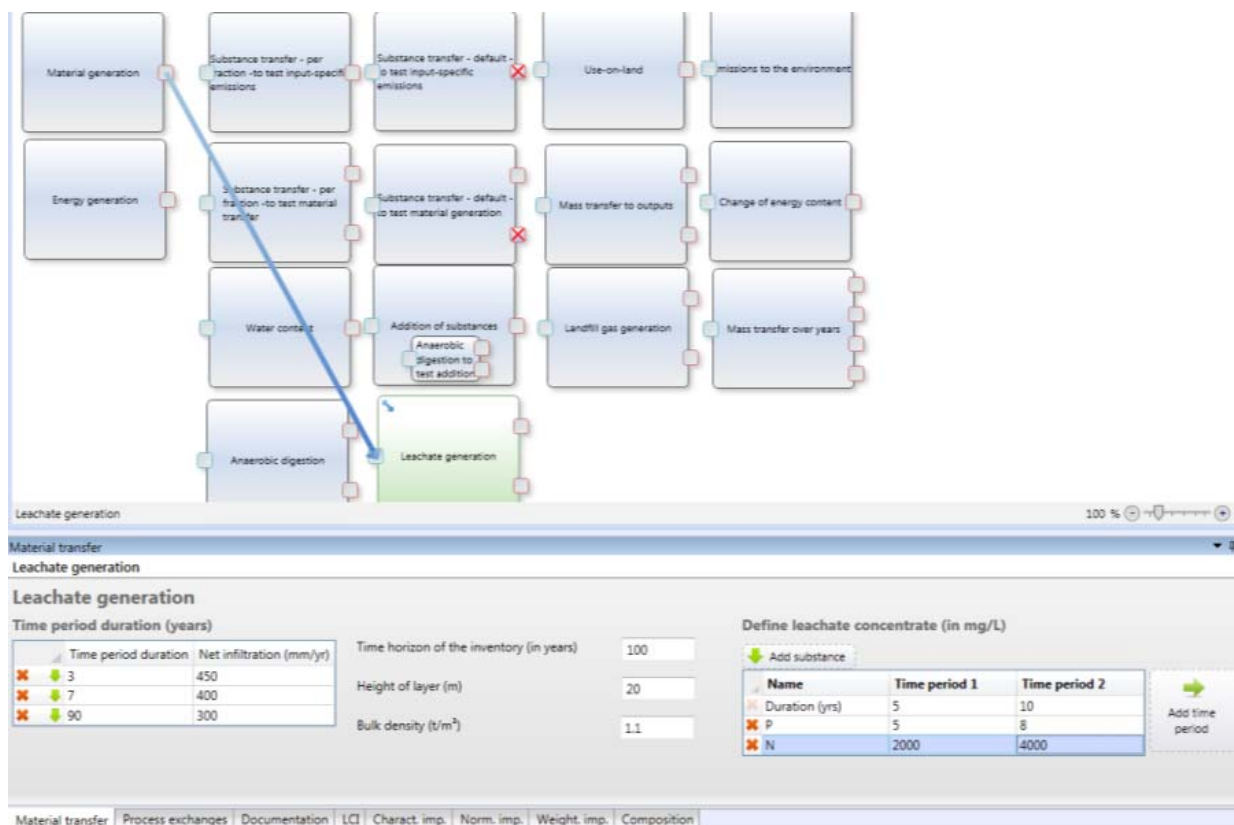 Material generation
Substance transfer - per
fraction -to test input-specifi
emissions
Substance transfer - default -
to test input-specific
emissions
Use-on-land
missions to the environment
Energy generation
Substance transfer - per
fraction -to test material
transfer
Substance transfer - default -
to test material generation
Mass transfer to outputs
Change of energy content
Water content
Addition of substances
Anaerobic
digestion to
test addition
Landfill gas generation
Mass transfer over years
Anaerobic digestion
Leachate generation
Leachate generation
100 %
Material transfer
Leachate generation
Leachate generation
Time period duration (years)
Time period duration Net infiltration (mm/yr)
3 450
7 400
90 300
Time horizon of the inventory (in years) 100
Height of layer (m) 20
Bulk density (t/m³) 1.1
Define leachate concentrate (in mg/L)
Add substance
Name Time period 1 Time period 2
Duration (yrs) 5 10
P 5 8
N 2000 4000
Add time
period
Material transfer Process exchanges Documentation LCI Charact. imp. Norm. imp. Weight. imp. Composition